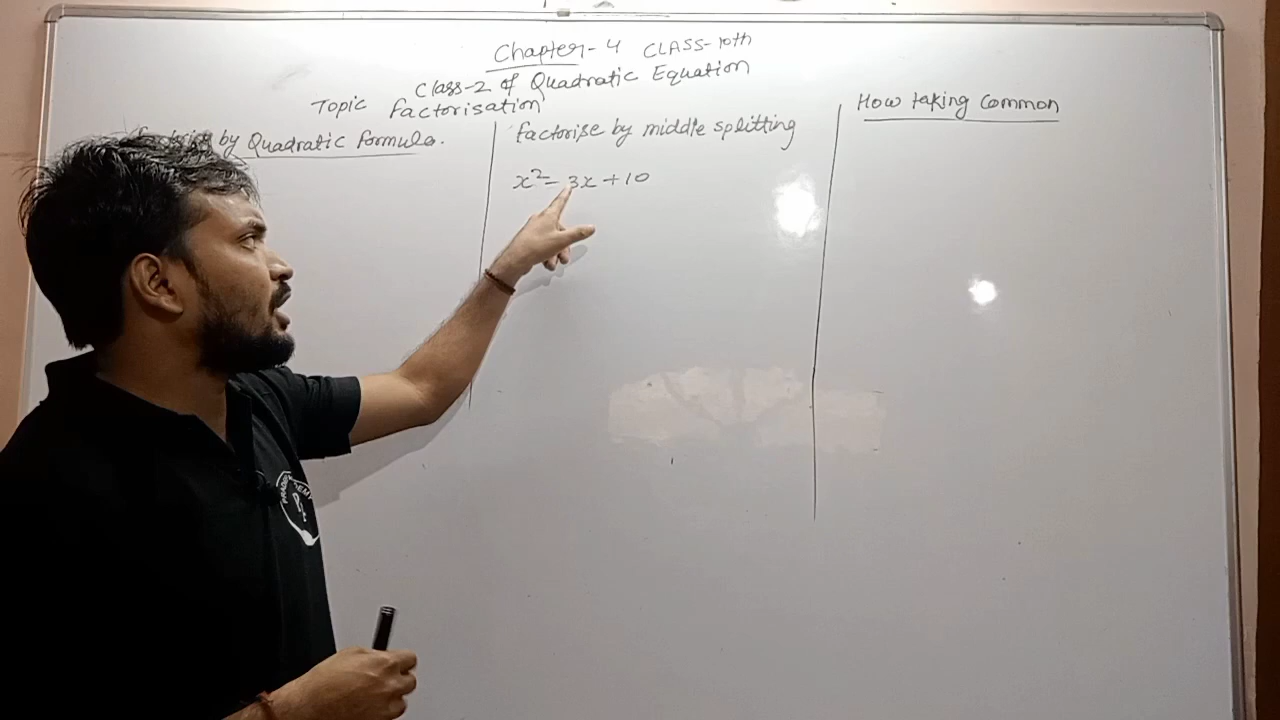 Chapter-4 CLASS-10th
Class-2 of Quadratic Equation
Topic Factorisation
by Quadratic Formula.
Factorise by middle splitting
x²-3x+10
How taking Common